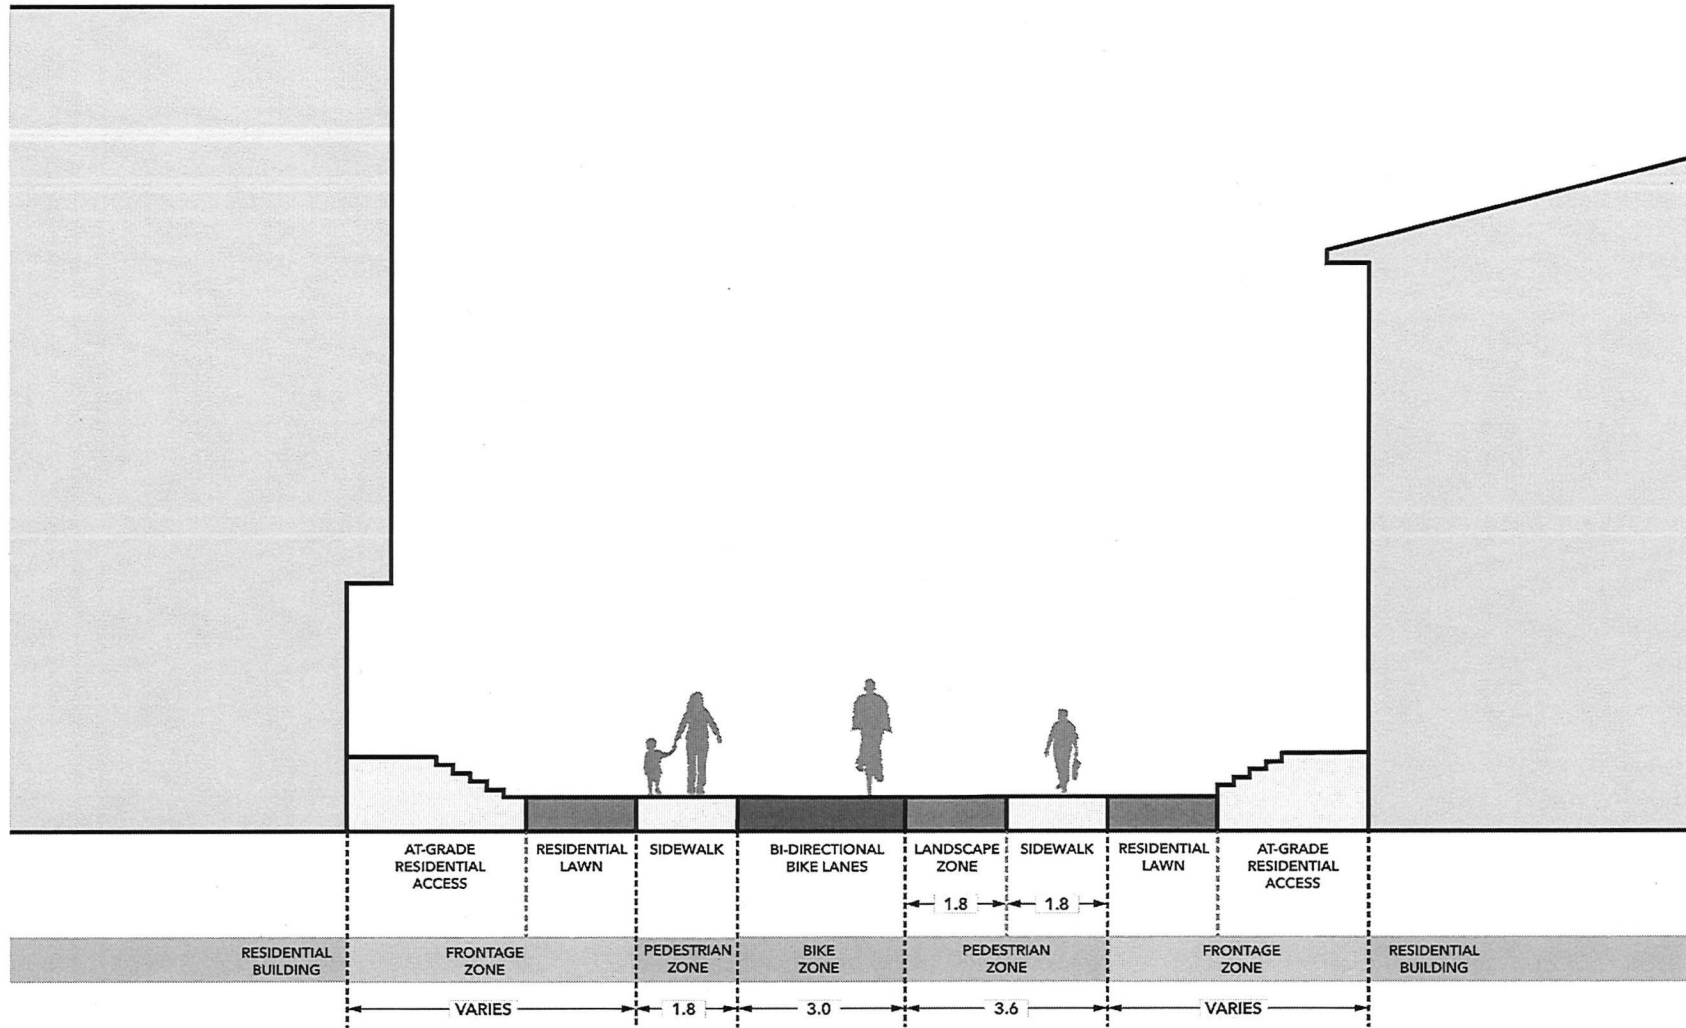 AT-GRADE
RESIDENTIAL
ACCESS
RESIDENTIAL
LAWN
SIDEWALK
BI-DIRECTIONAL
BIKE LANES
LANDSCAPE
ZONE
SIDEWALK
RESIDENTIAL
LAWN
AT-GRADE
RESIDENTIAL
ACCESS
1.8
1.8
RESIDENTIAL
BUILDING
FRONTAGE
ZONE
PEDESTRIAN
ZONE
BIKE
ZONE
PEDESTRIAN
ZONE
FRONTAGE
ZONE
RESIDENTIAL
BUILDING
VARIES
1.8
3.0
3.6
VARIES